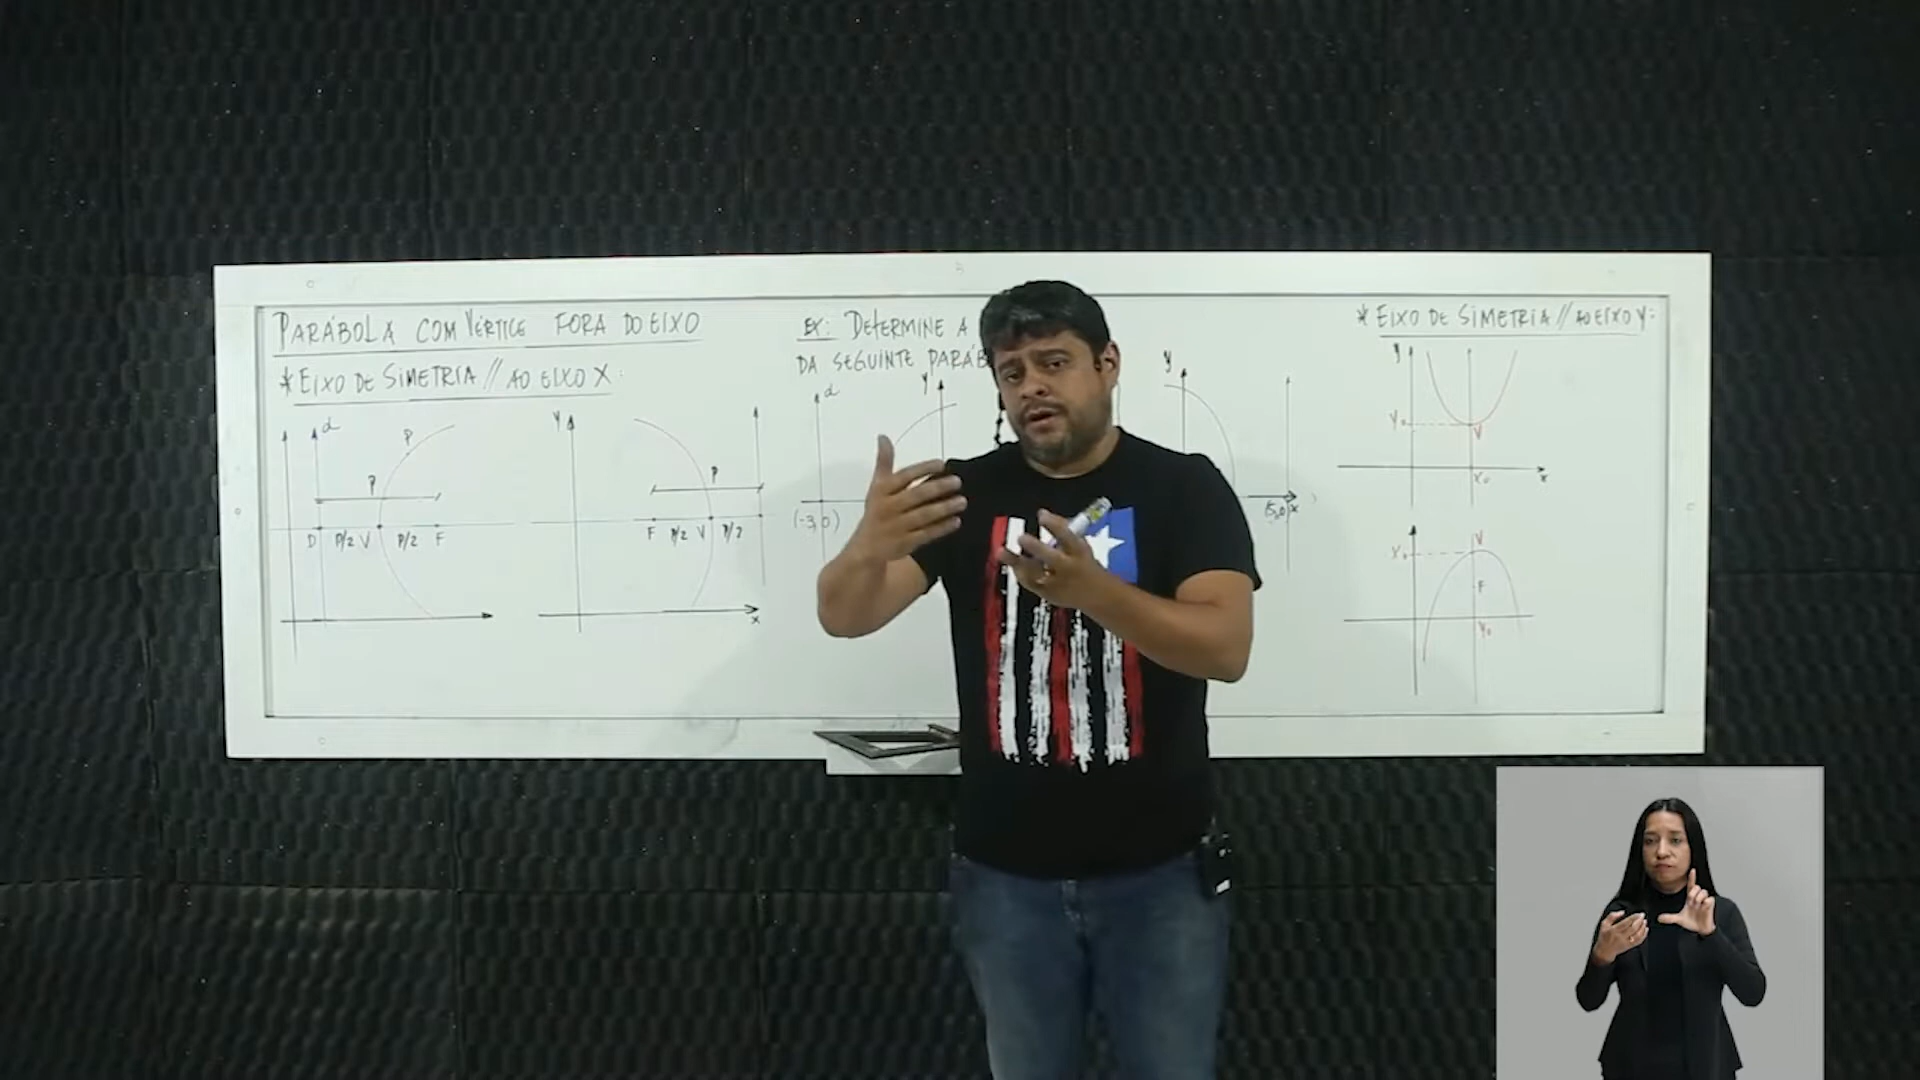 PARÁBOLA COM VÉRTICE FORA DO EIXO
* EIXO DE SIMETRIA // AO EIXO X:
d
P
P
D P/2 V P/2 F
Y
P
F P/2 V P/2
x
EX: DETERMINE A
DA SEGUINTE PARÁB
d
y
(-3,0)
y
(5,0) x
* EIXO DE SIMETRIA // AO EIXO Y:
y
Y₀
V
X₀
x
X₀
V
F
Y₀